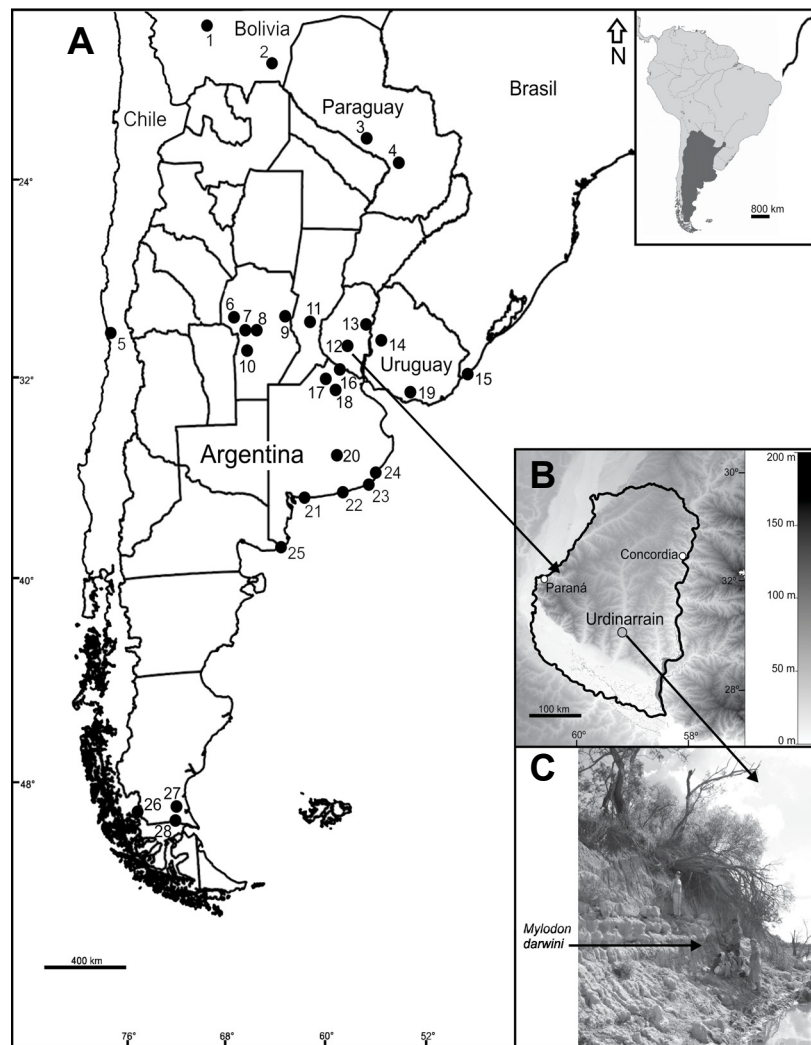 A
Bolivia
1
2
N
Chile
Paraguay
Brasil
3
4
24°
800 km
6
7
8
9
11
13
5
10
12
14
Uruguay
15
32°
16
17
18
19
Argentina
20
24
23
22
21
25
40°
48°
26
27
28
400 km
76°
68°
60°
52°
B
200 m
30°
150 m
Concordia
32°
Paraná
100 m
Urdinarrain
50 m
28°
100 km
0 m
60°
58°
C
Mylodon
darwini